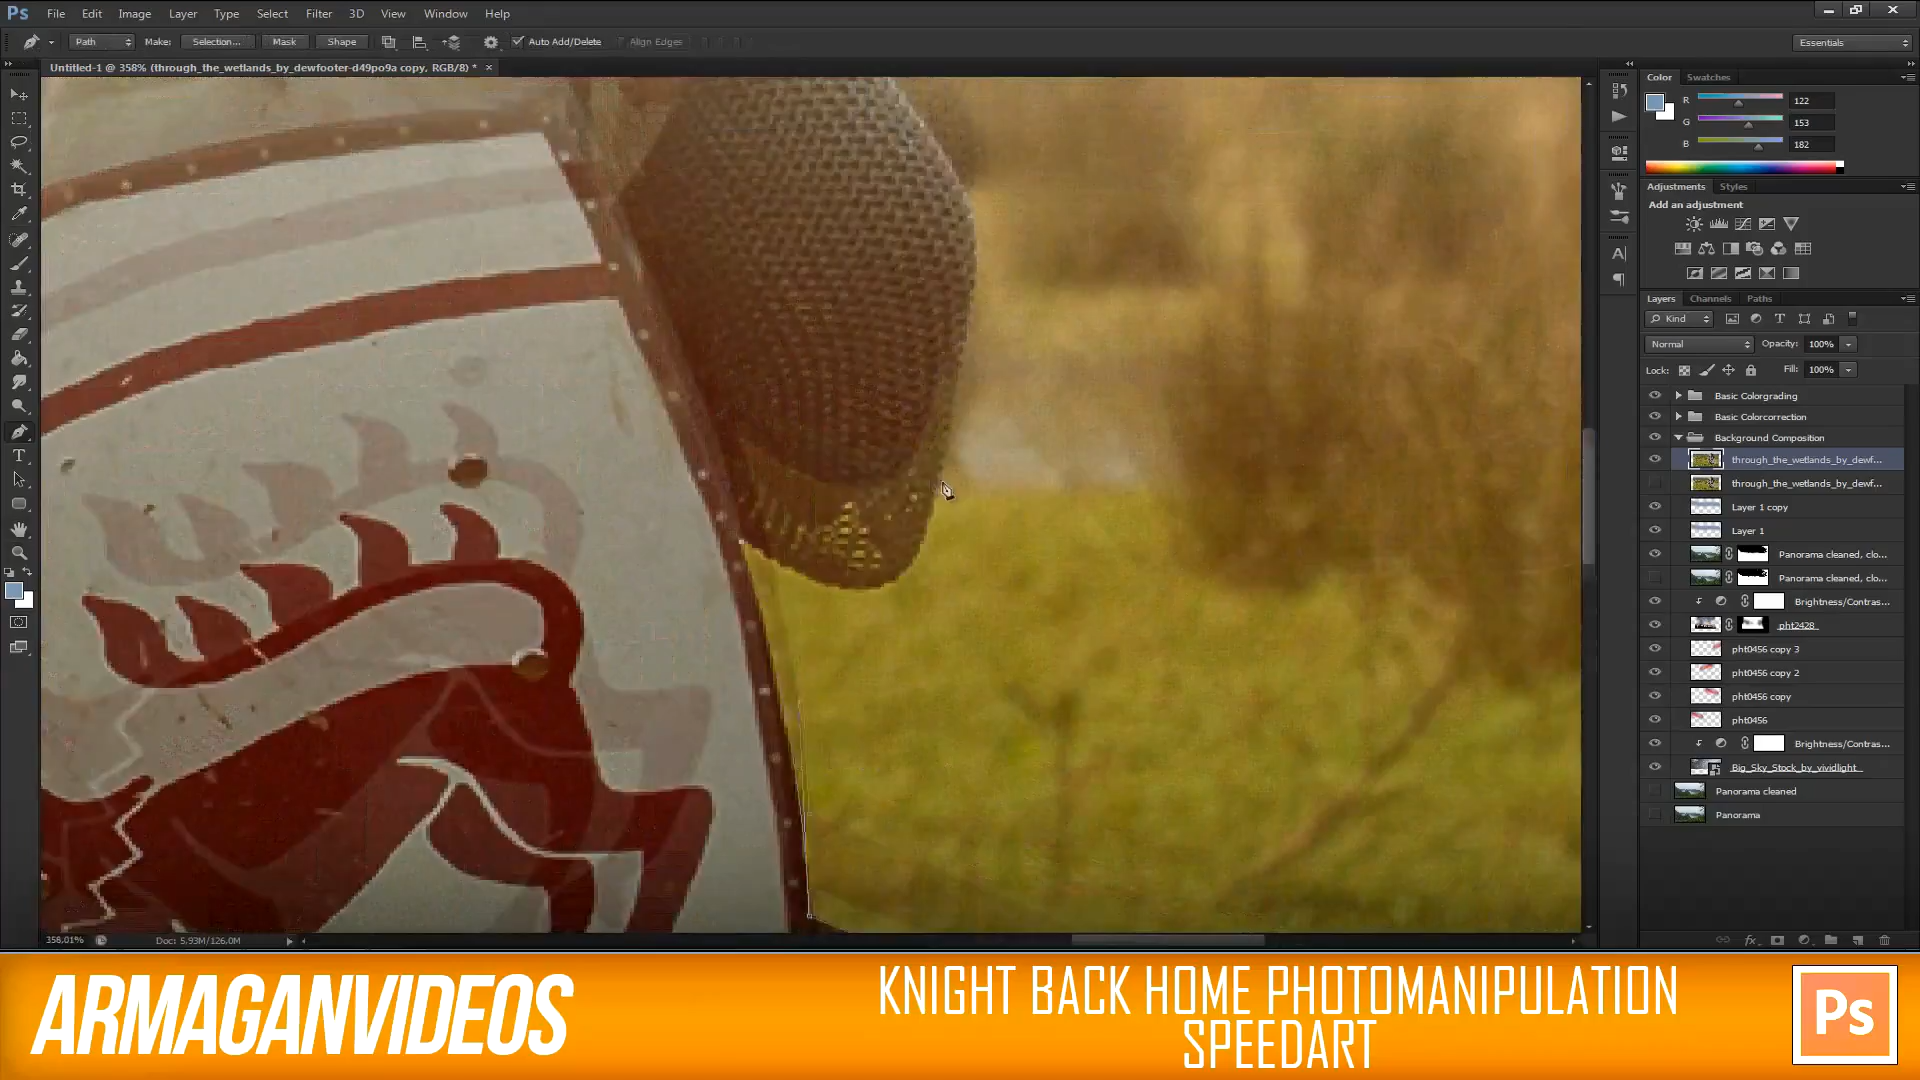 Ps File Edit Image Layer Type Select Filter 3D View Window Help
Path Make: Selection... Mask Shape Auto Add/Delete Align Edges Essentials
Untitled-1 @ 358% (through_the_wetlands_by_dewfooter-d49po9a copy, RGB/8) * ×
Color Swatches
R 122
G 153
B 182
Adjustments Styles
Add an adjustment
Layers Channels Paths
Kind
Normal Opacity: 100%
Lock: Fill: 100%
Basic Colorgrading
Basic Colorcorrection
Background Composition
through_the_wetlands_by_dewf...
through_the_wetlands_by_dewf...
Layer 1 copy
Layer 1
Panorama cleaned, clo...
Panorama cleaned, clo...
Brightness/Contras...
pht2428
pht0456 copy 3
pht0456 copy 2
pht0456 copy
pht0456
Brightness/Contras...
Big_Sky_Stock_by_vividlight
Panorama cleaned
Panorama
358,01% Doc: 5.93M/126,0M
ARMAGANVIDEOS
KNIGHT BACK HOME PHOTOMANIPULATION
SPEEDART
Ps